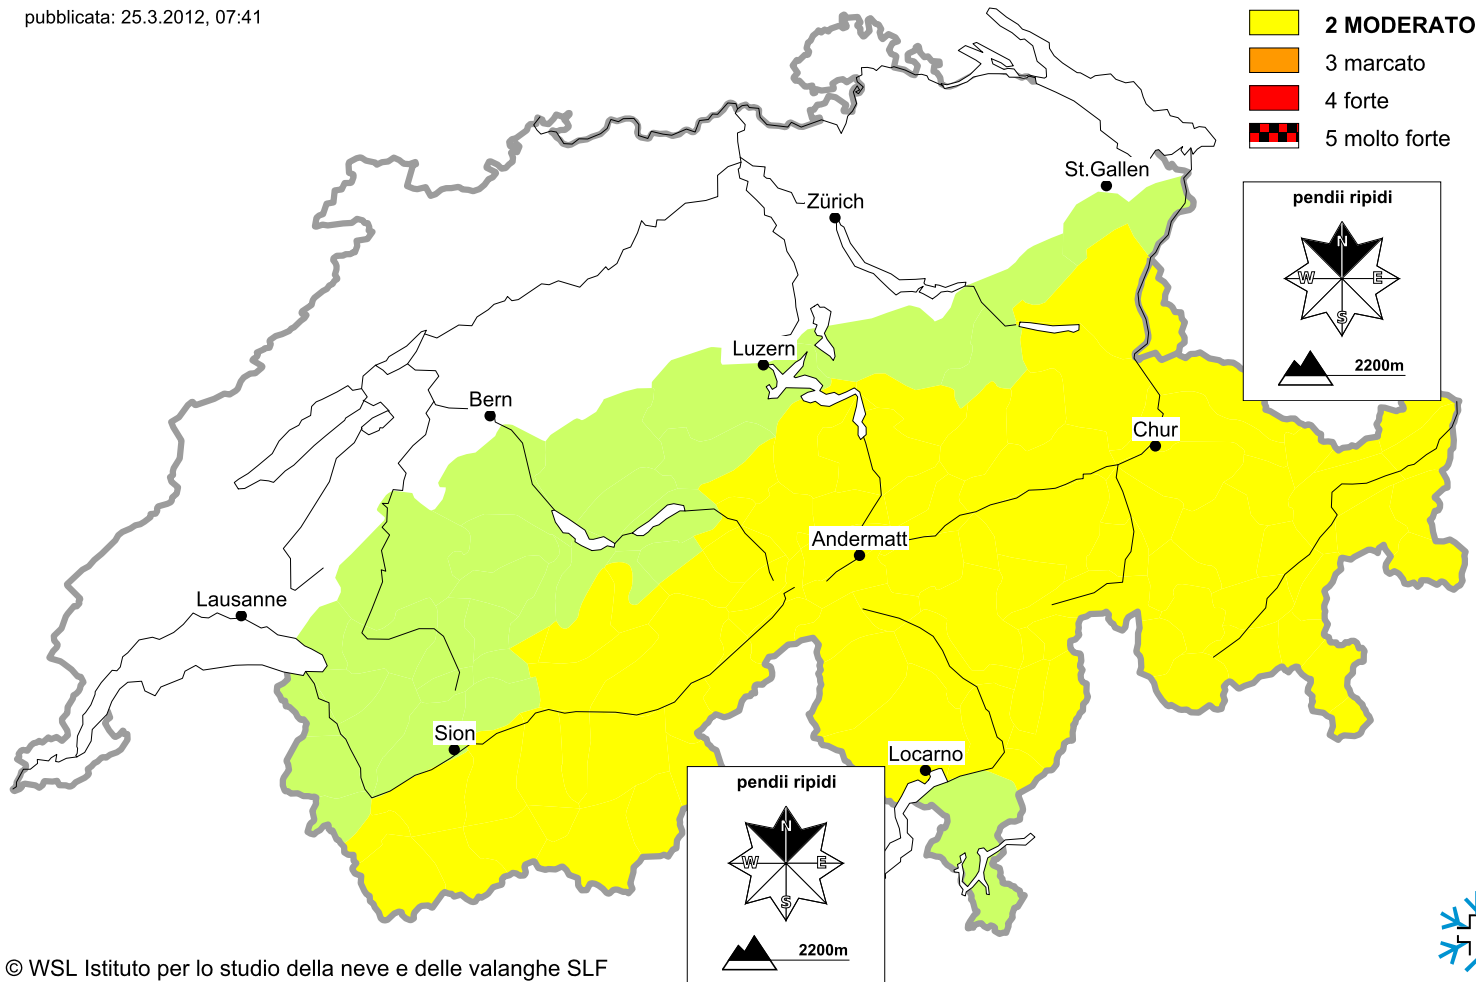 pubblicata: 25.3.2012, 07:41
2 MODERATO
3 marcato
4 forte
5 molto forte
St.Gallen
Zürich
pendii ripidi
N
W E
S
2200m
Luzern
Bern
Chur
Andermatt
Lausanne
Sion
Locarno
pendii ripidi
N
W E
S
2200m
© WSL Istituto per lo studio della neve e delle valanghe SLF